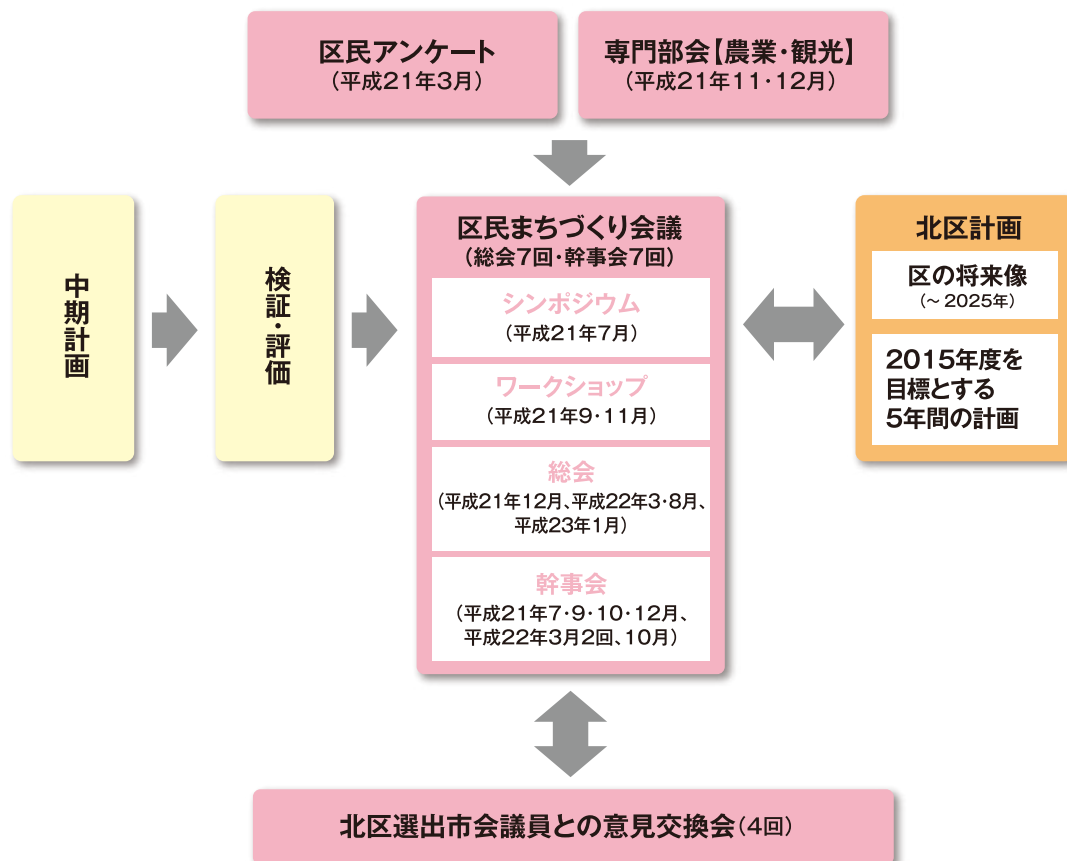 区民アンケート
（平成21年3月）
専門部会【農業・観光】
（平成21年11・12月）
中期計画
検証・評価
区民まちづくり会議
（総会7回・幹事会7回）
シンポジウム
（平成21年7月）
ワークショップ
（平成21年9・11月）
総会
（平成21年12月、平成22年3・8月、
平成23年1月）
幹事会
（平成21年7・9・10・12月、
平成22年3月2回、10月）
北区計画
区の将来像
（～2025年）
2015年度を
目標とする
5年間の計画
北区選出市会議員との意見交換会（4回）